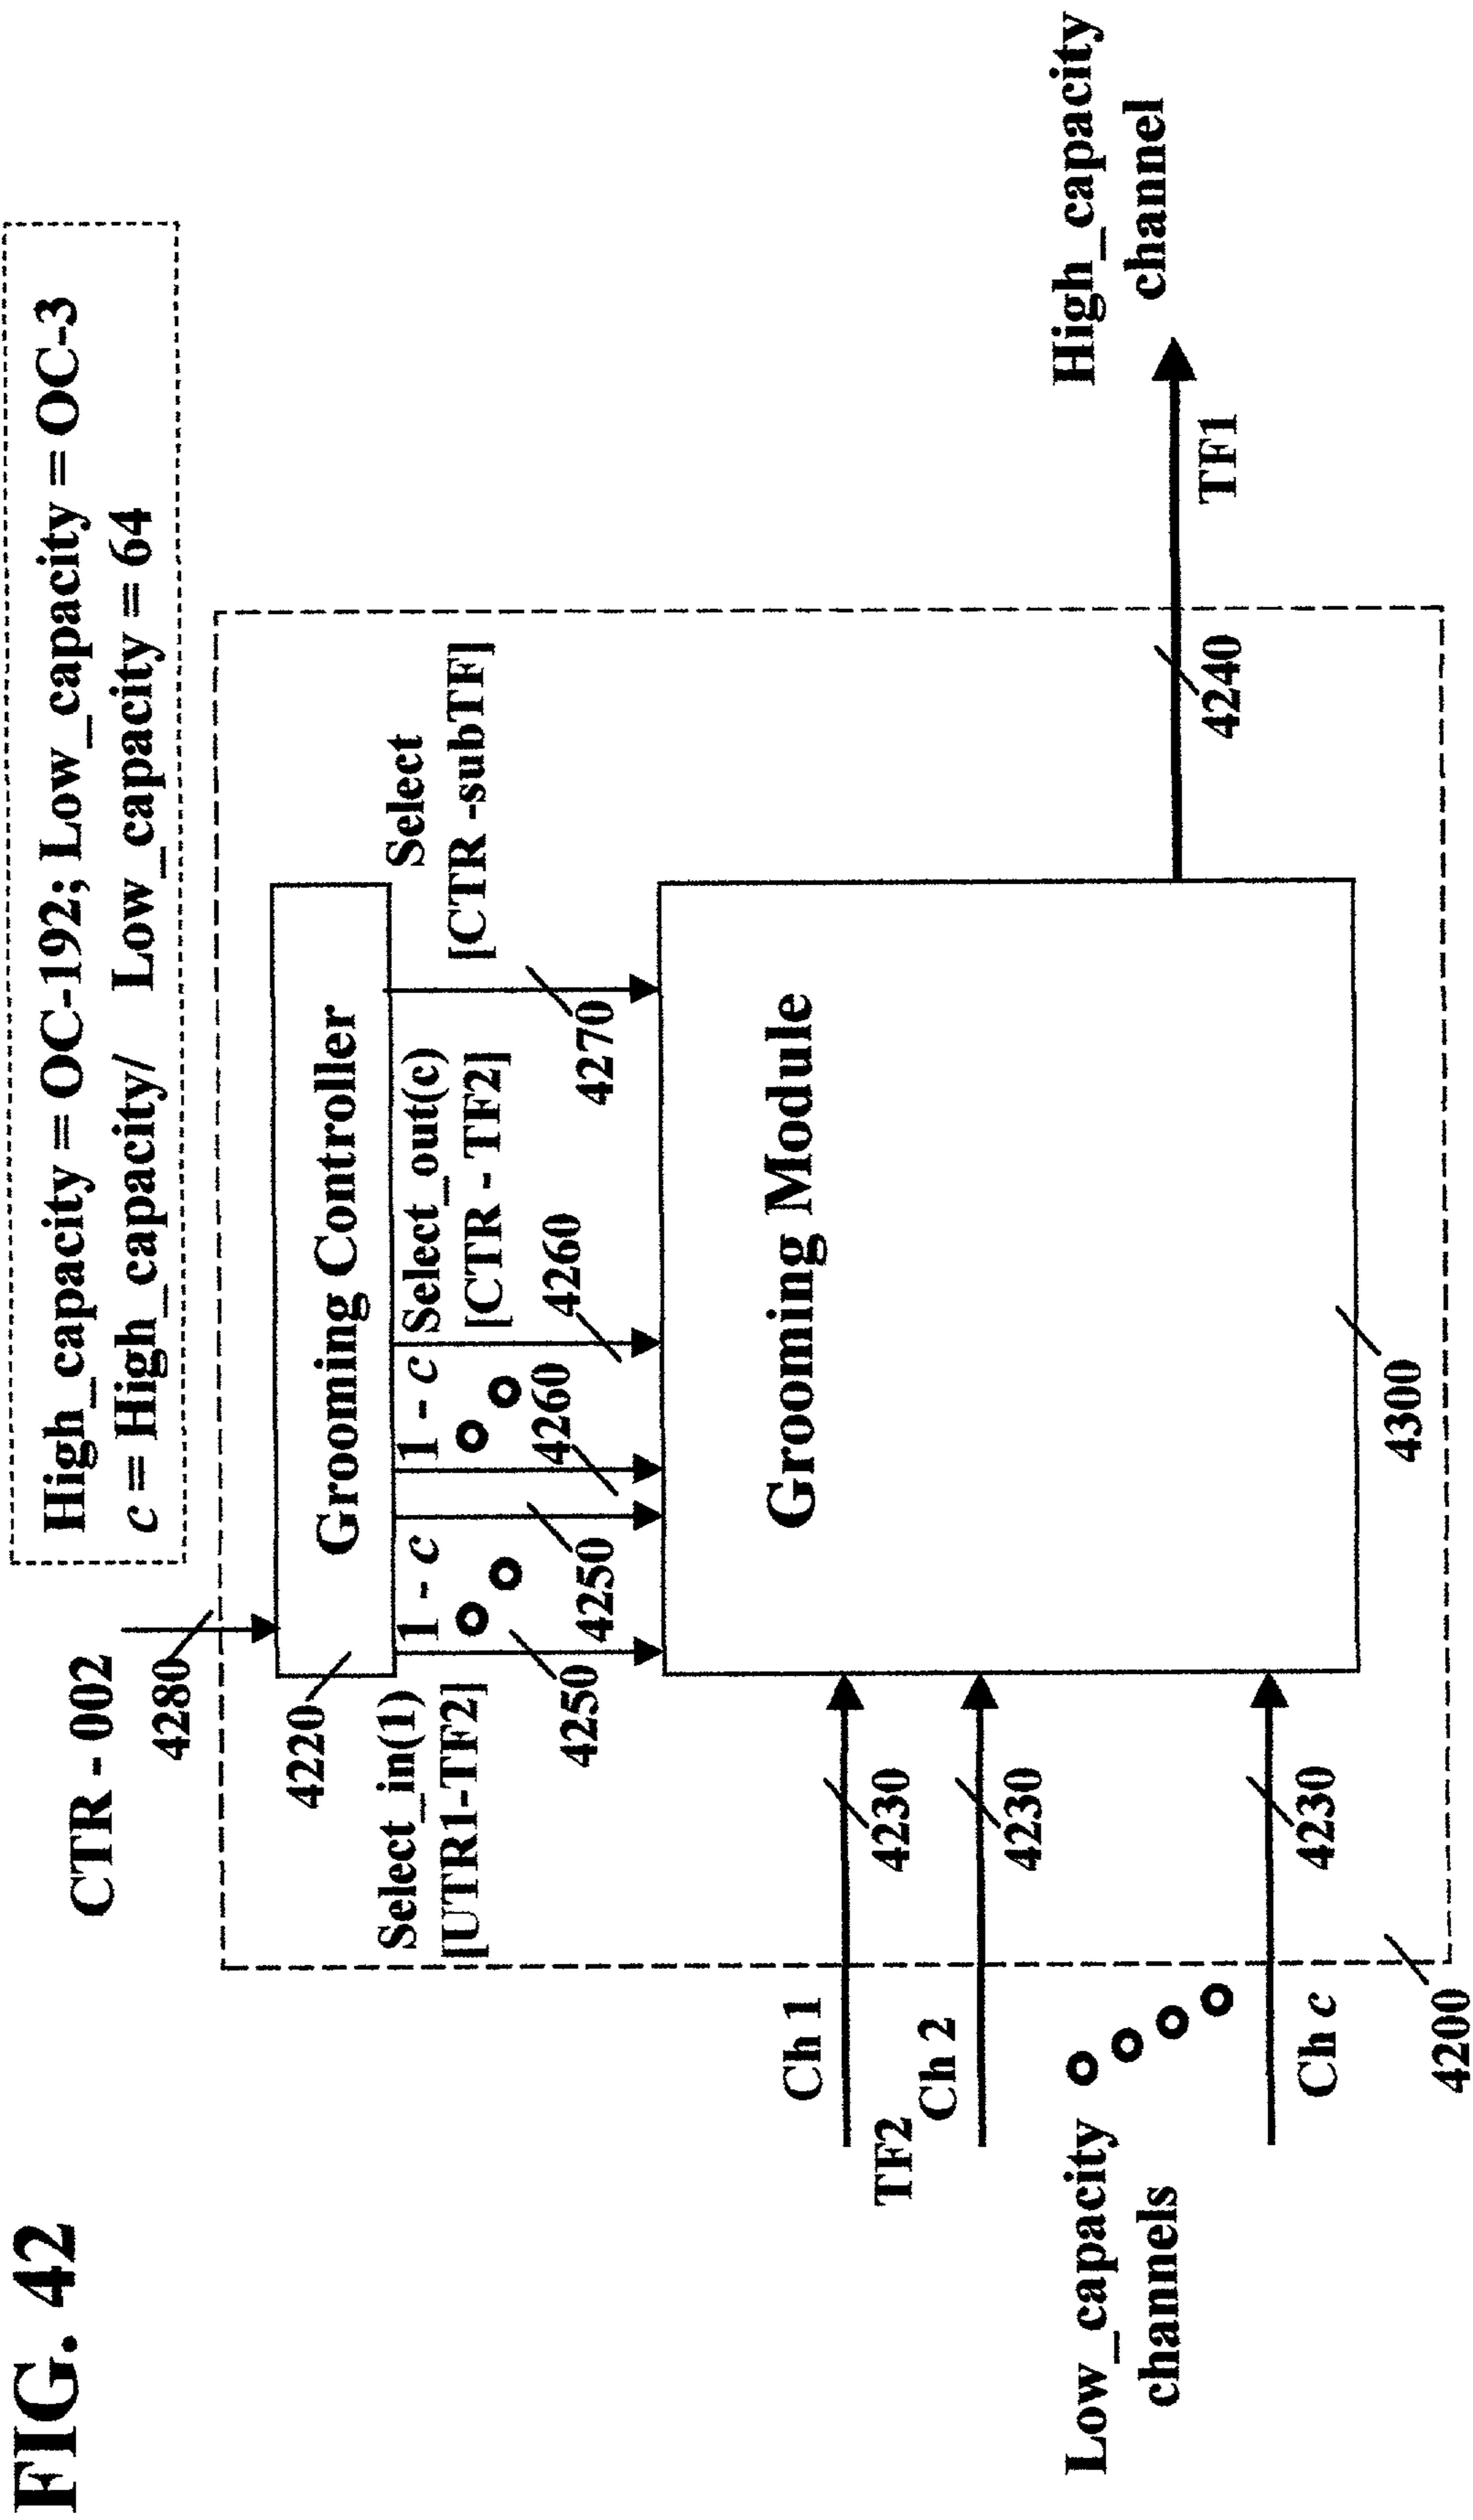 FIG. 42
High_capacity = OC-192; Low_capacity = OC-3
c = High_capacity/ Low_capacity = 64
CTR - 002
4280
4220
Grooming Controller
Select_in(1)
[UTR1-TF2]
1 - c
1 - c
Select_out(c)
[CTR - TF2]
Select
[CTR -subTF]
4250
4250
4260
4260
4270
Grooming Module
Ch 1
4230
TF2
Ch 2
4230
Low_capacity
channels
Ch c
4230
High_capacity
channel
TF1
4240
4300
4200